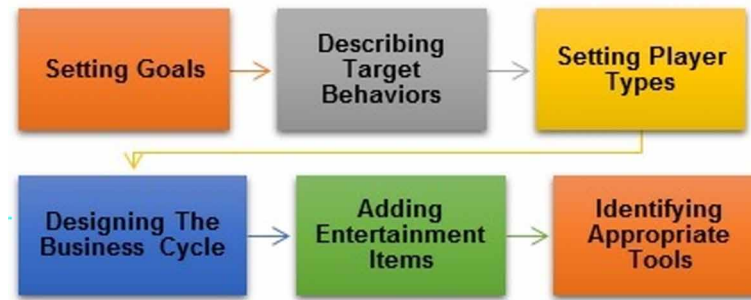 Setting Goals
Describing
Target
Behaviors
Setting Player
Types
Designing The
Business Cycle
Adding
Entertainment
Items
Identifying
Appropriate
Tools